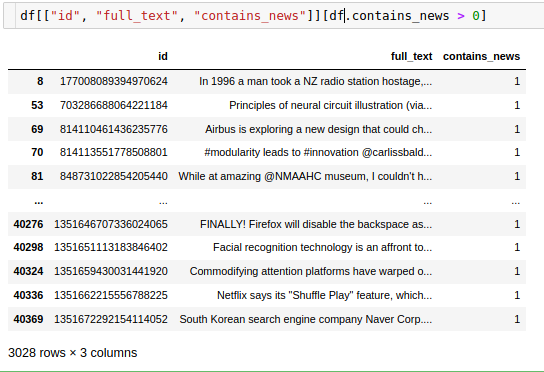 df[["id", "full_text", "contains_news"]][df.contains_news > 0]
id full_text contains_news
8 177008089394970624 In 1996 a man took a NZ radio station hostage,... 1
53 703286688064221184 Principles of neural circuit illustration (via... 1
69 814110461436235776 Airbus is exploring a new design that could ch... 1
70 814113551778508801 #modularity leads to #innovation @carlissbald... 1
81 848731022854205440 While at amazing @NMAAHC museum, I couldn't h... 1
... ... ... ...
40276 1351646707336024065 FINALLY! Firefox will disable the backspace as... 1
40298 1351651113183846402 Facial recognition technology is an affront to... 1
40324 1351659430031441920 Commodifying attention platforms have warped o... 1
40336 1351662215556788225 Netflix says its "Shuffle Play" feature, which... 1
40369 1351672292154114052 South Korean search engine company Naver Corp.... 1
3028 rows × 3 columns